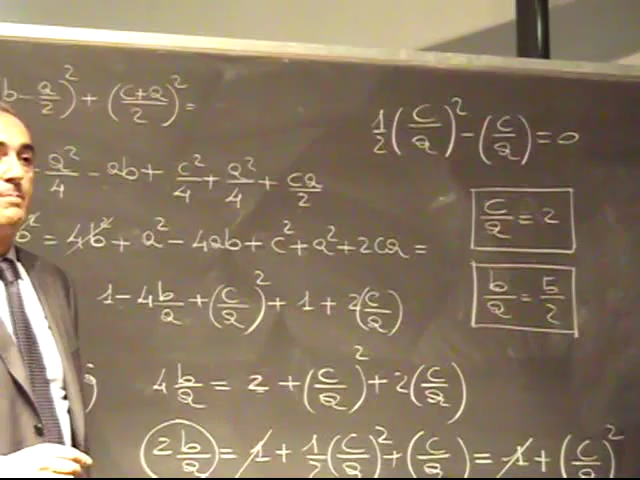 b-a/2)² + ((c+a)/2)² =
a²/4 - ab + c²/4 + a²/4 + ca/2
b² = 4b² + a² - 4ab + c² + a² + 2ca =
1 - 4 b/a + (c/a)² + 1 + 2(c/a)
4 b/a = 2 + (c/a)² + 2(c/a)
2 b/a = 1 + 1/2 (c/a)² + (c/a) = 1 + (c/a)²
1/2 (c/a)² - (c/a) = 0
c/a = 2
b/a = 5/2